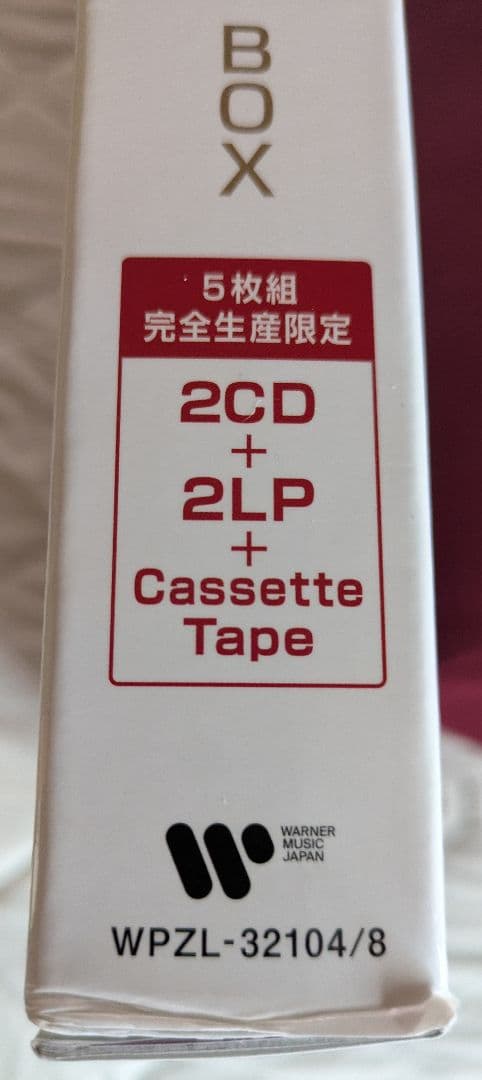 BOX
5枚組
完全生産限定
2CD
+
2LP
+
Cassette
Tape
WARNER
MUSIC
JAPAN
WPZL-32104/8